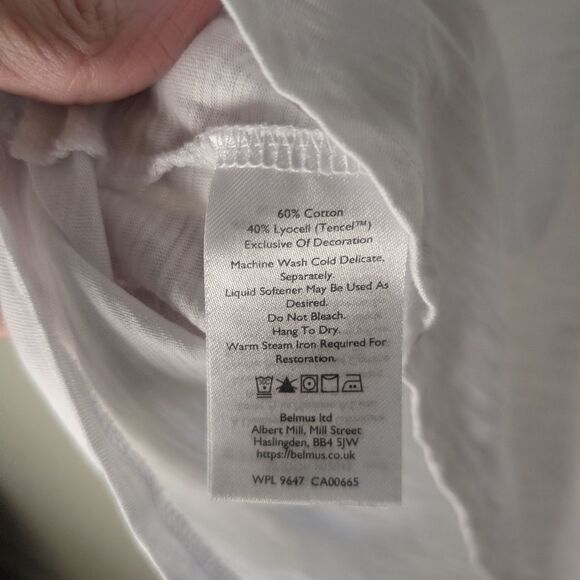 60% Cotton
40% Lyocell (Tencel™)
Exclusive Of Decoration
Machine Wash Cold Delicate,
Separately.
Liquid Softener May Be Used As
Desired.
Do Not Bleach.
Hang To Dry.
Warm Steam Iron Required For
Restoration.
Belmus ltd
Albert Mill, Mill Street
Haslingden, BB4 5JW
https://belmus.co.uk
WPL 9647 CA00665